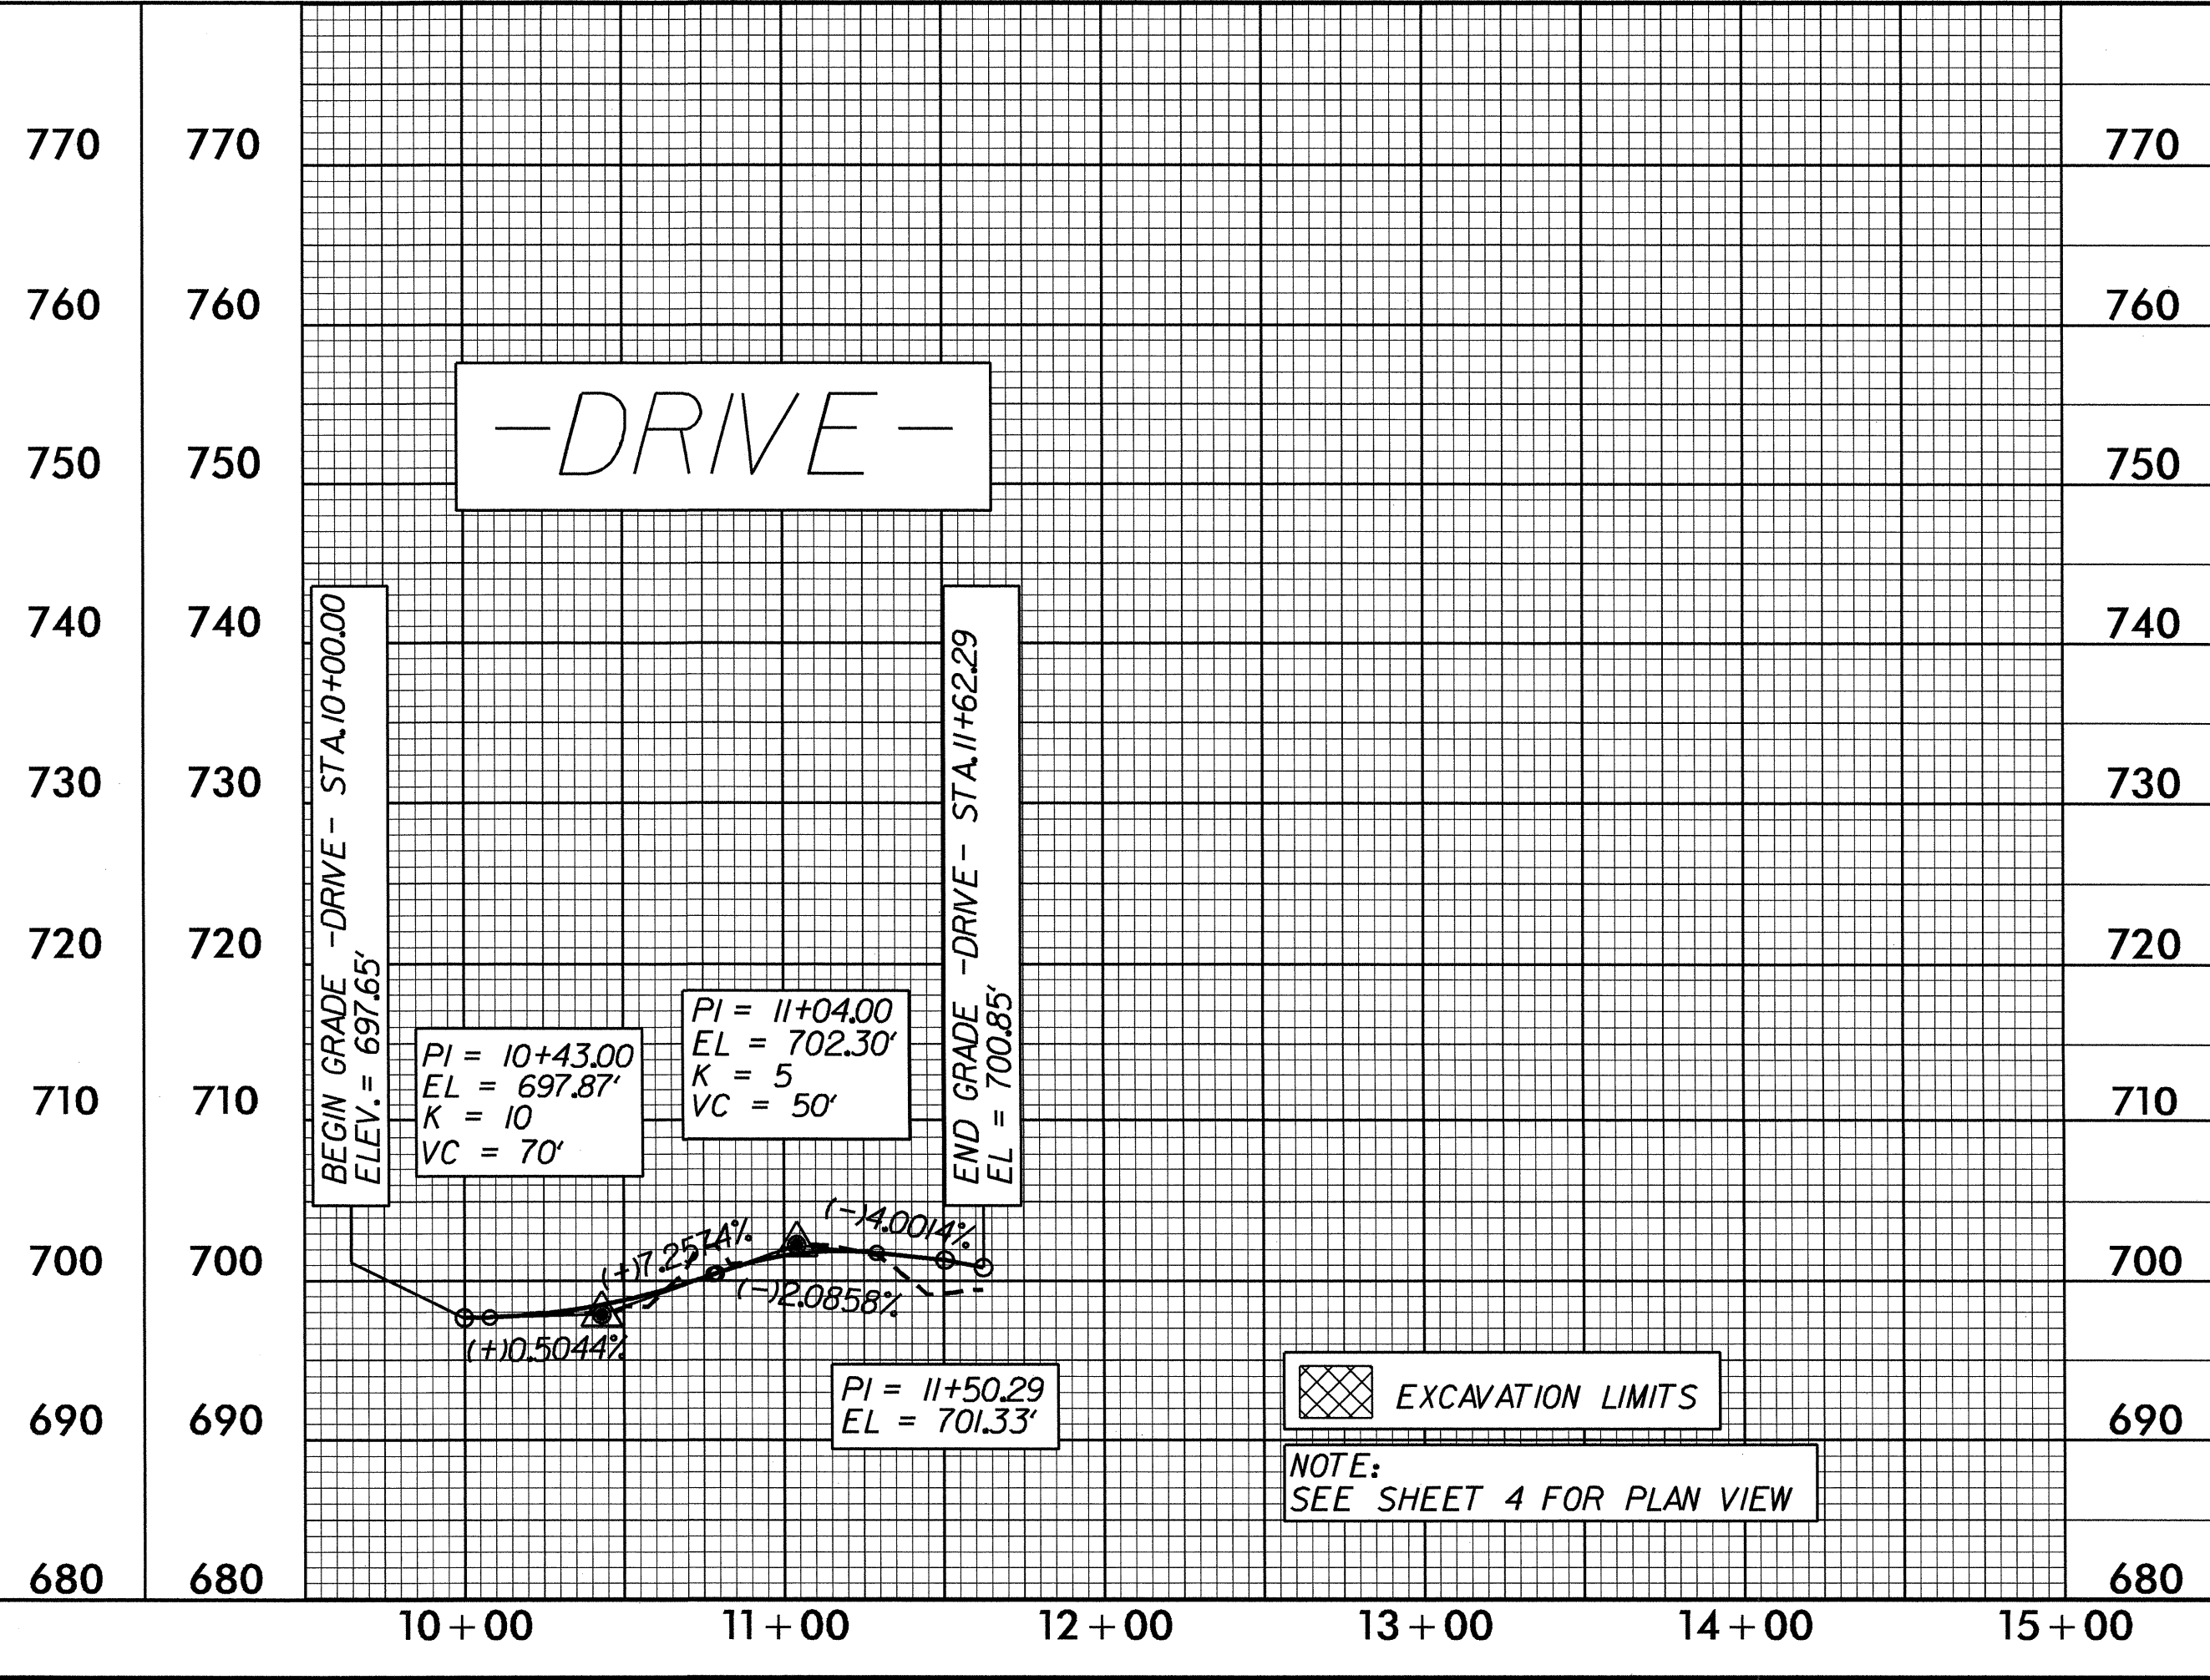 770 770 770
760 760 760
-DRIVE-
750 750 750
740 740 740
730 730 730
720 720 720
710 710 710
700 700 700
690 690 690
680 680 680
BEGIN GRADE -DRIVE- STA.10+00.00
ELEV.= 697.65'
PI = 10+43.00
EL = 697.87'
K = 10
VC = 70'
PI = 11+04.00
EL = 702.30'
K = 5
VC = 50'
END GRADE -DRIVE- STA.11+62.29
EL = 700.85'
(+)0.5044%
(+)7.2574%
(-)2.0858%
(-)4.0014%
PI = 11+50.29
EL = 701.33'
EXCAVATION LIMITS
NOTE:
SEE SHEET 4 FOR PLAN VIEW
10+00 11+00 12+00 13+00 14+00 15+00